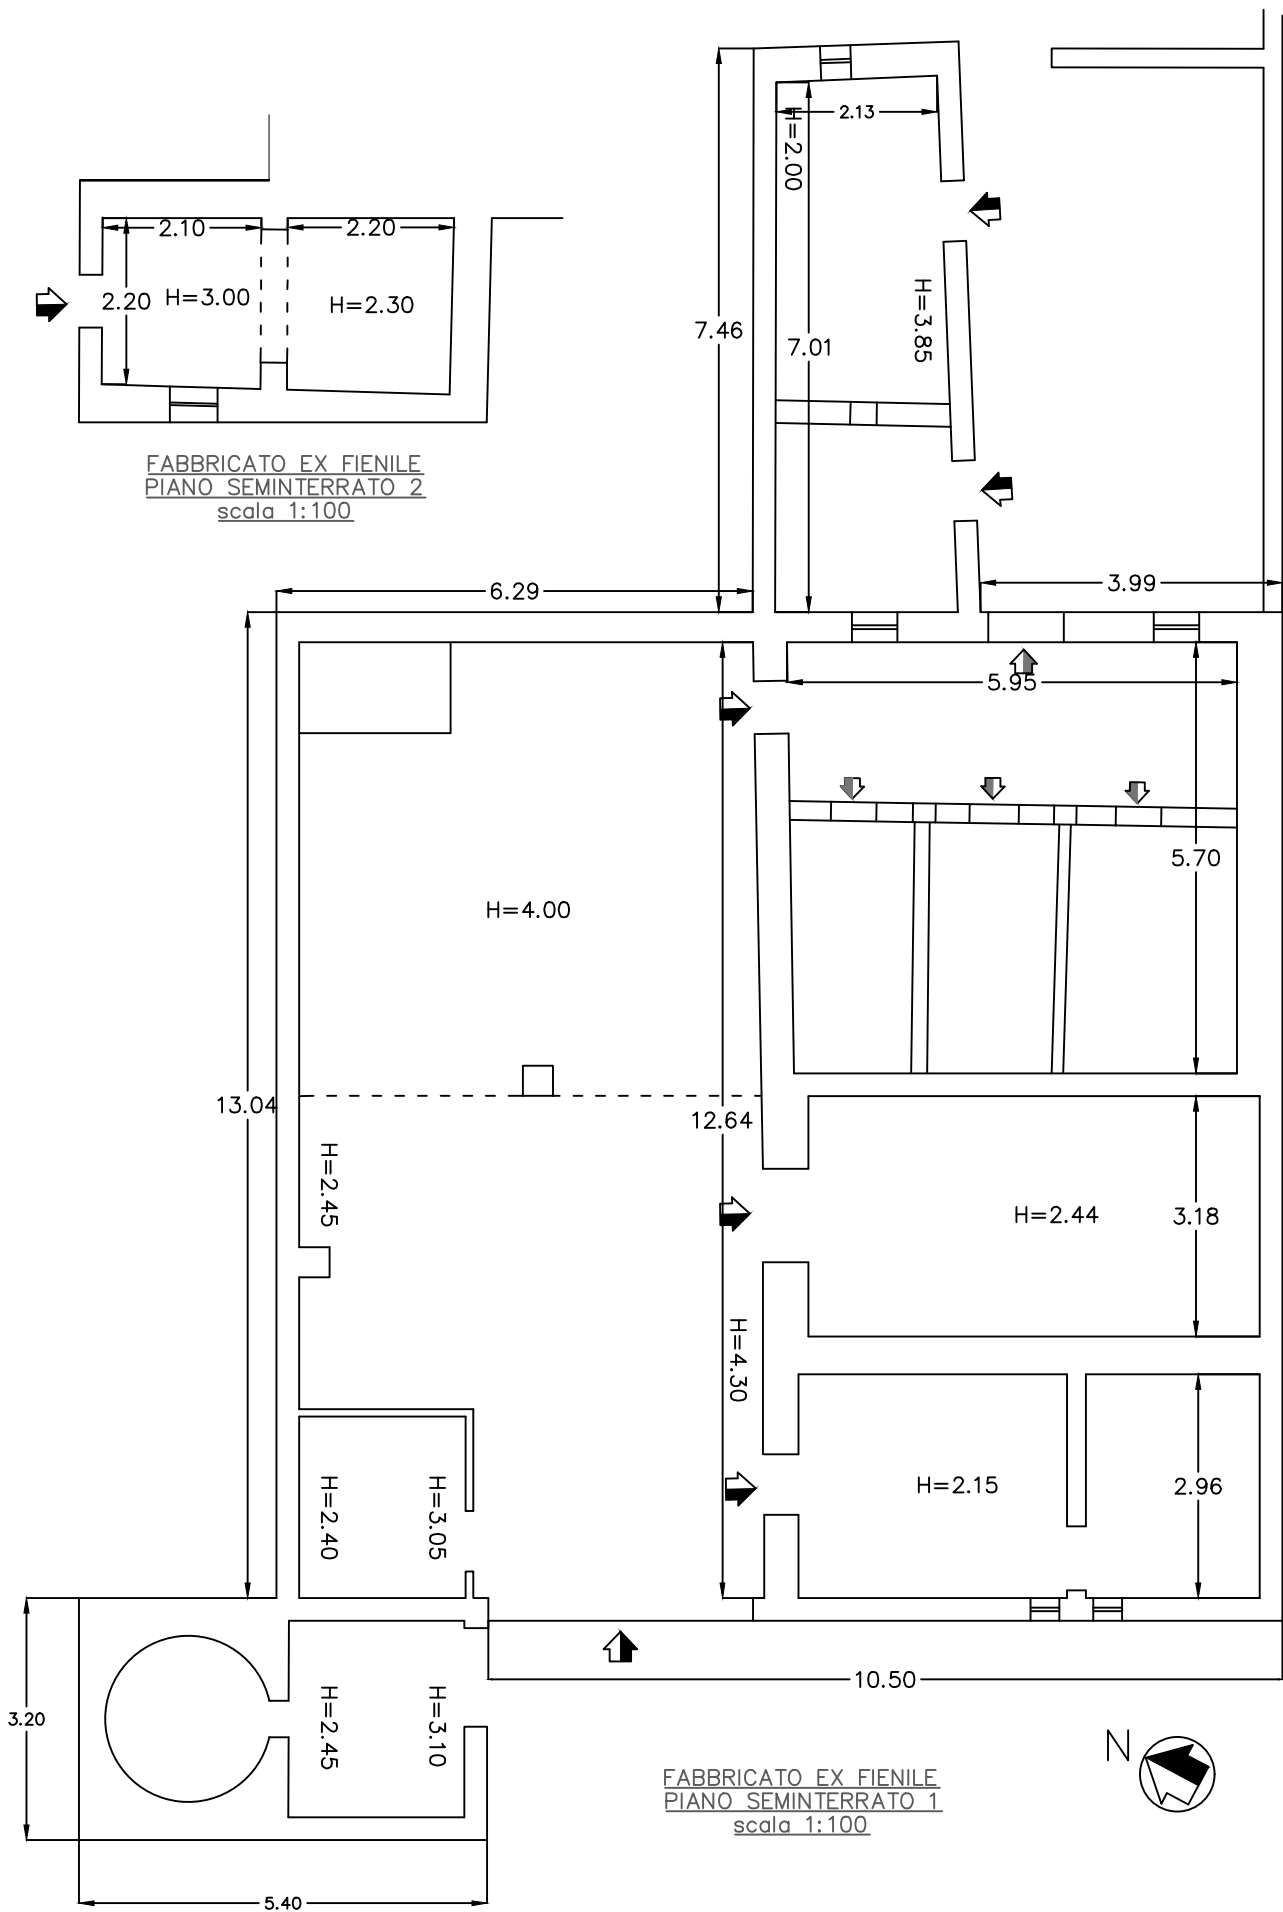 2.13
H=2.00
2.10
2.20
2.20
H=3.00
H=2.30
H=3.85
7.46
7.01
FABBRICATO EX FIENILE
PIANO SEMINTERRATO 2
scala 1:100
6.29
3.99
5.95
5.70
H=4.00
13.04
12.64
H=2.45
H=2.44
3.18
H=4.30
H=2.40
H=3.05
H=2.15
2.96
10.50
3.20
H=2.45
H=3.10
N
FABBRICATO EX FIENILE
PIANO SEMINTERRATO 1
scala 1:100
5.40